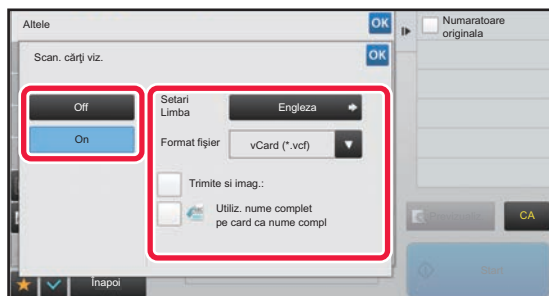 Altele
OK
Numaratoare
originala
Scan. cărţi viz.
OK
Off
On
Setari
Limba
Engleza
Format fişier
vCard (*.vcf)
Trimite si imag.:
Utiliz. nume complet
pe card ca nume compl
CA
Start
Înapoi